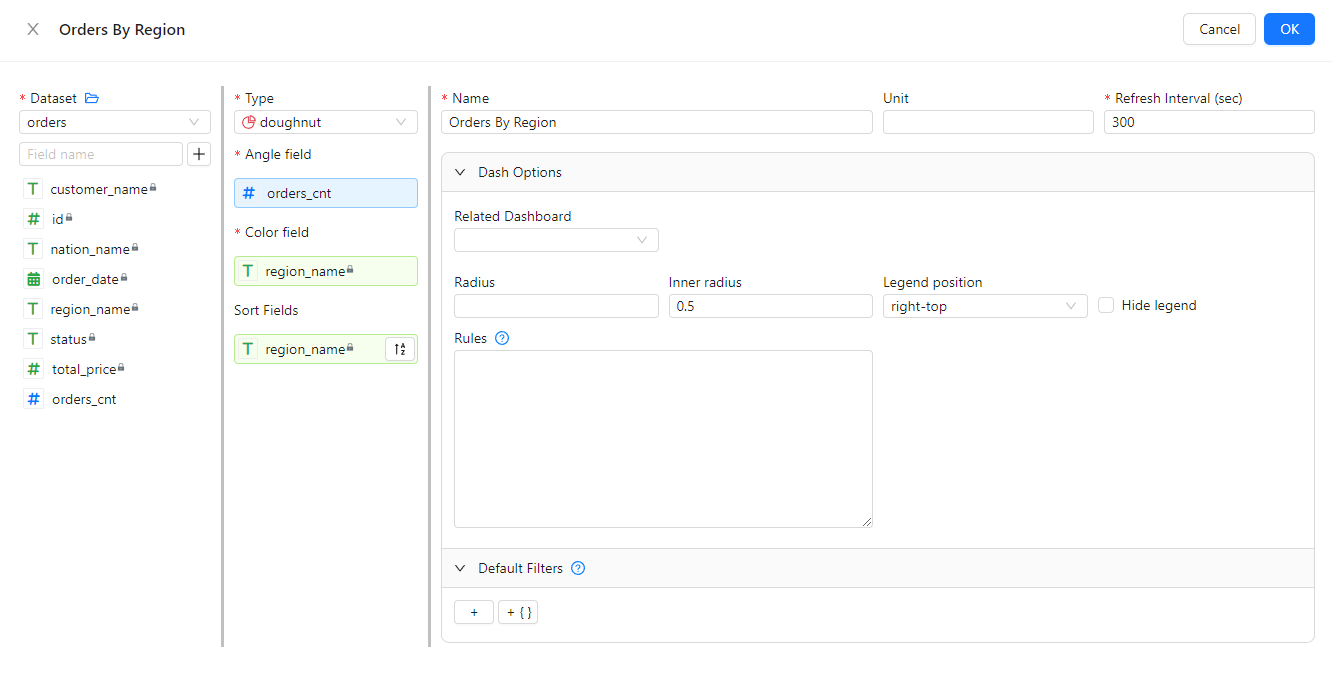 Orders By Region
Cancel
OK
* Dataset
orders
Field name
T customer_name
# id
T nation_name
order_date
T region_name
T status
# total_price
# orders_cnt
* Type
doughnut
* Angle field
# orders_cnt
* Color field
T region_name
Sort Fields
T region_name
* Name
Orders By Region
Unit
* Refresh Interval (sec)
300
Dash Options
Related Dashboard
Radius
Inner radius
0.5
Legend position
right-top
Hide legend
Rules ?
Default Filters ?
+
+ { }